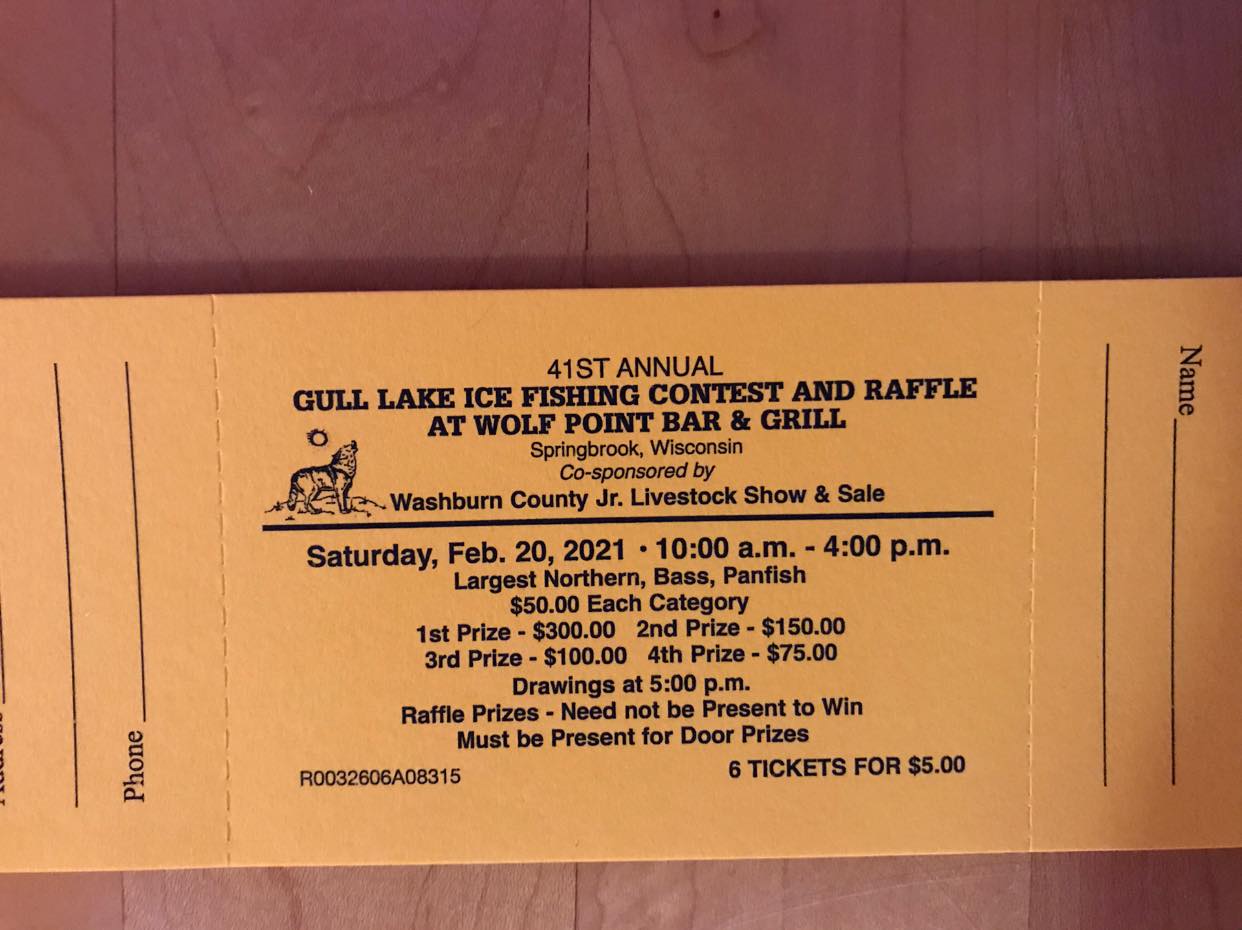 41ST ANNUAL
GULL LAKE ICE FISHING CONTEST AND RAFFLE
AT WOLF POINT BAR & GRILL
Springbrook, Wisconsin
Co-sponsored by
Washburn County Jr. Livestock Show & Sale
Saturday, Feb. 20, 2021 • 10:00 a.m. - 4:00 p.m.
Largest Northern, Bass, Panfish
$50.00 Each Category
1st Prize - $300.00 2nd Prize - $150.00
3rd Prize - $100.00 4th Prize - $75.00
Drawings at 5:00 p.m.
Raffle Prizes - Need not be Present to Win
Must be Present for Door Prizes
R0032606A08315 6 TICKETS FOR $5.00
Phone
Name